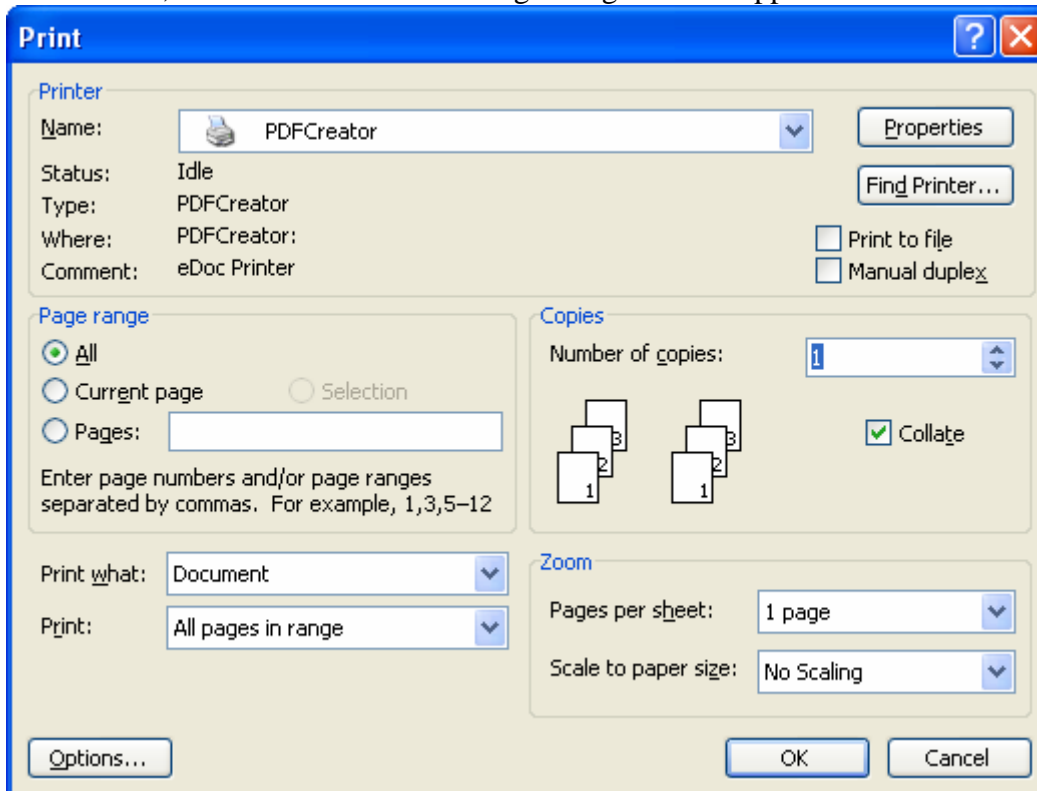 Print
Printer
Name: PDFCreator Properties
Status: Idle Find Printer...
Type: PDFCreator
Where: PDFCreator: Print to file
Comment: eDoc Printer Manual duplex
Page range
All
Current page Selection
Pages:
Enter page numbers and/or page ranges
separated by commas. For example, 1,3,5–12
Copies
Number of copies: 1
3 3
2 2
1 1
Collate
Print what: Document
Print: All pages in range
Zoom
Pages per sheet: 1 page
Scale to paper size: No Scaling
Options... OK Cancel